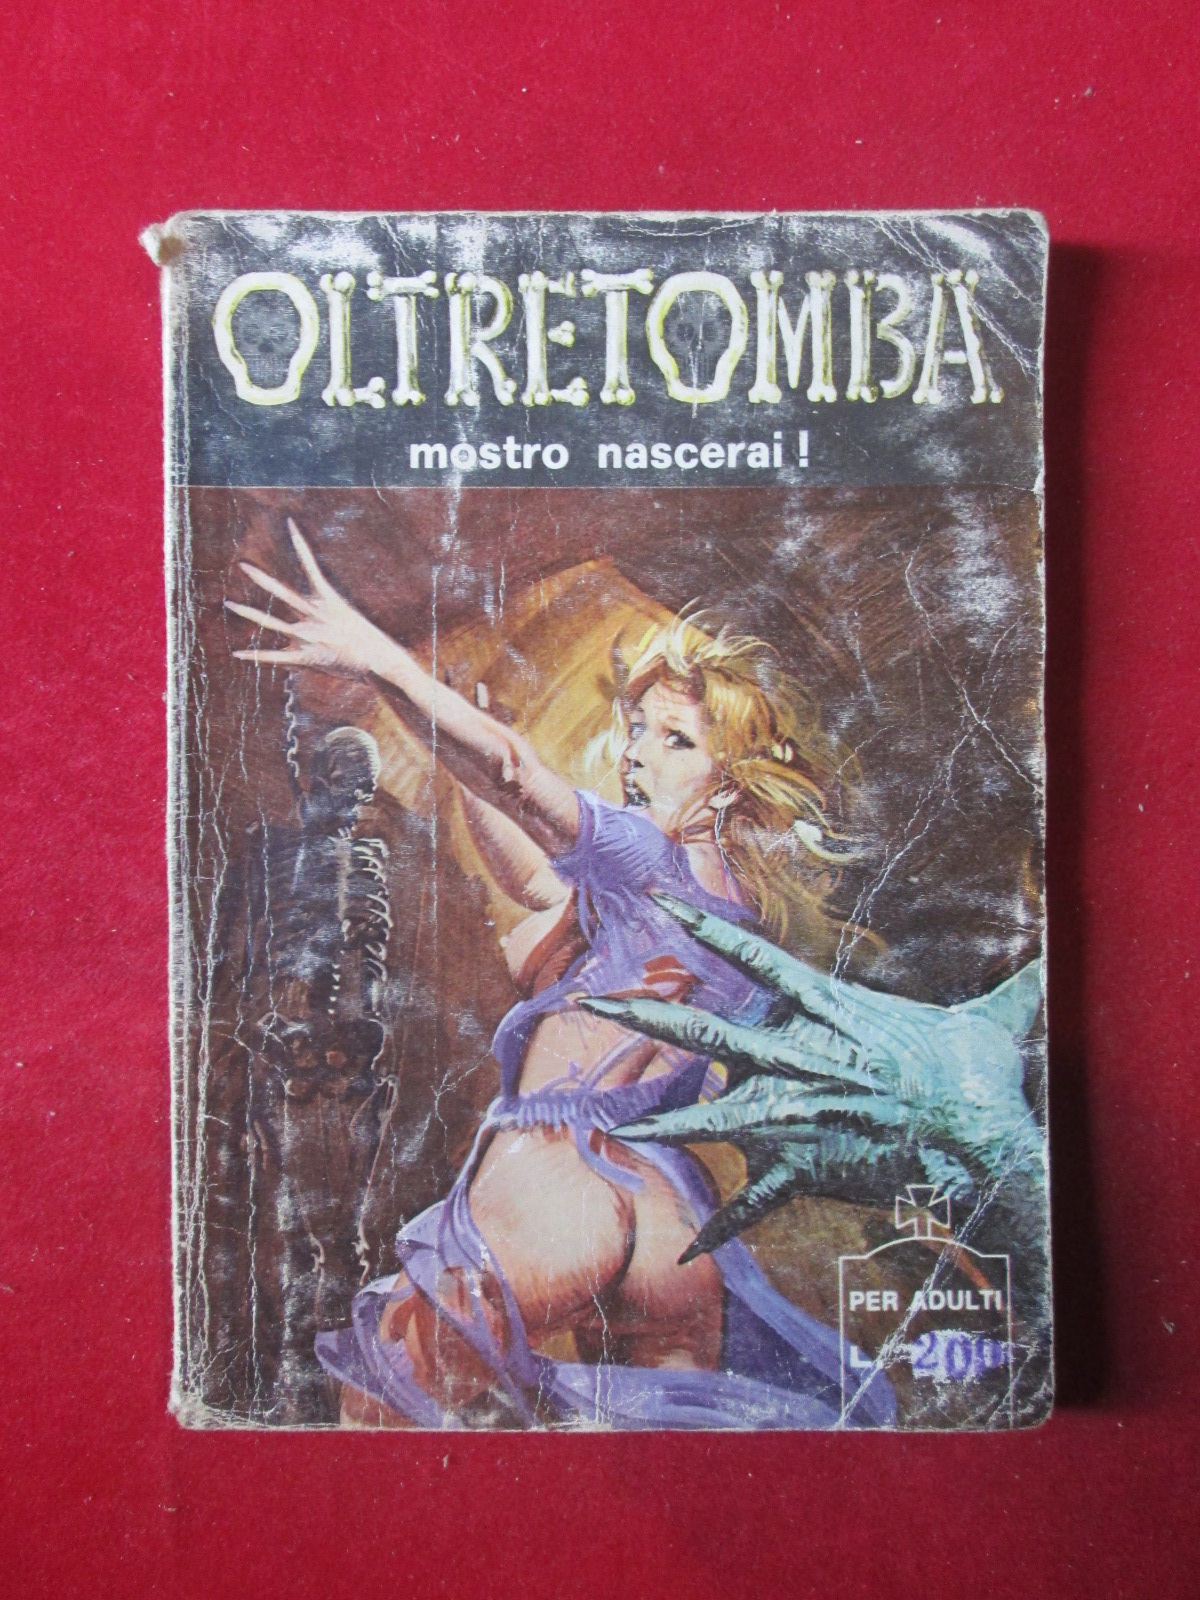 OLTRETOMBA
mostro nascerai !
PER ADULTI
L. 200